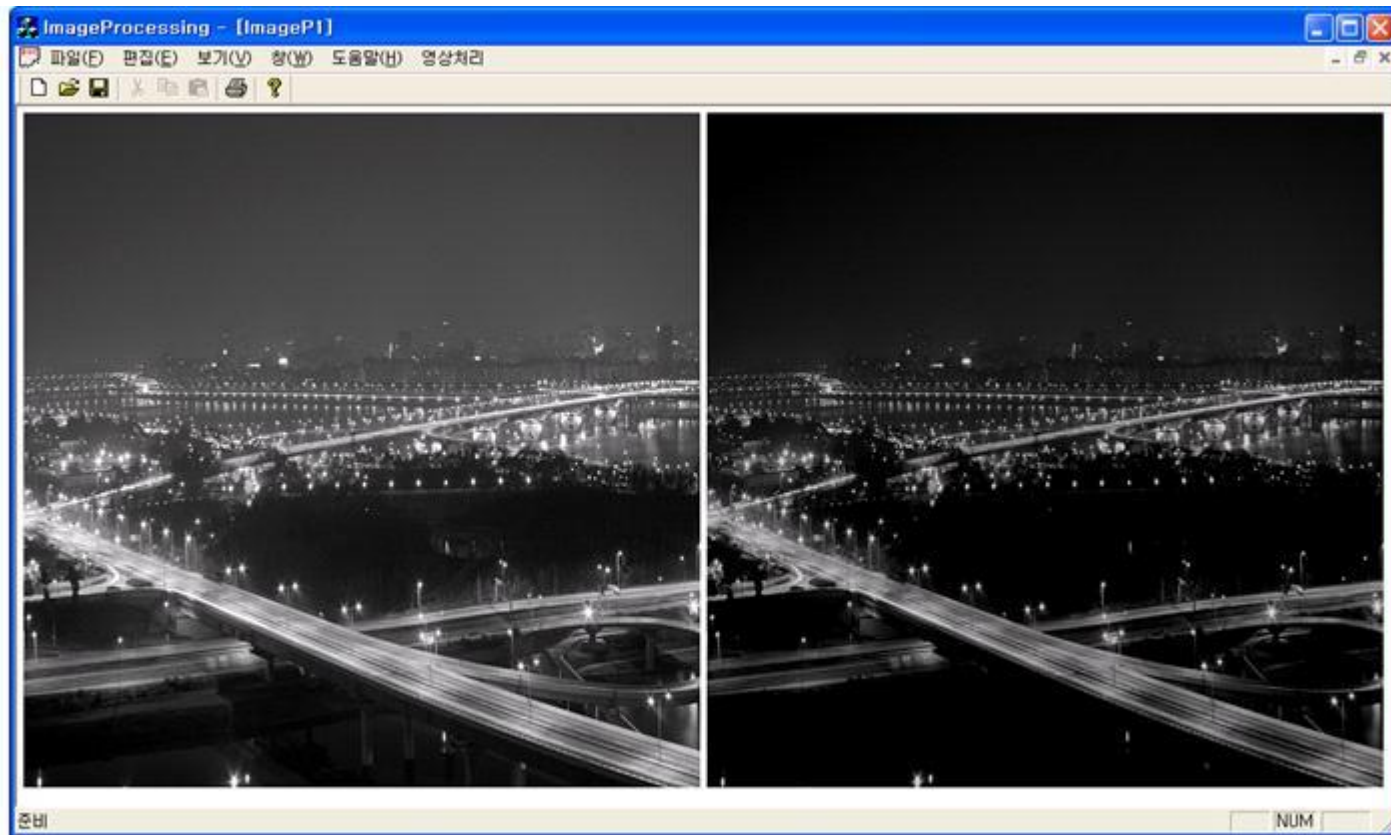 ImageProcessing - [ImageP1]
파일(F) 편집(E) 보기(V) 창(W) 도움말(H) 영상처리
준비
NUM